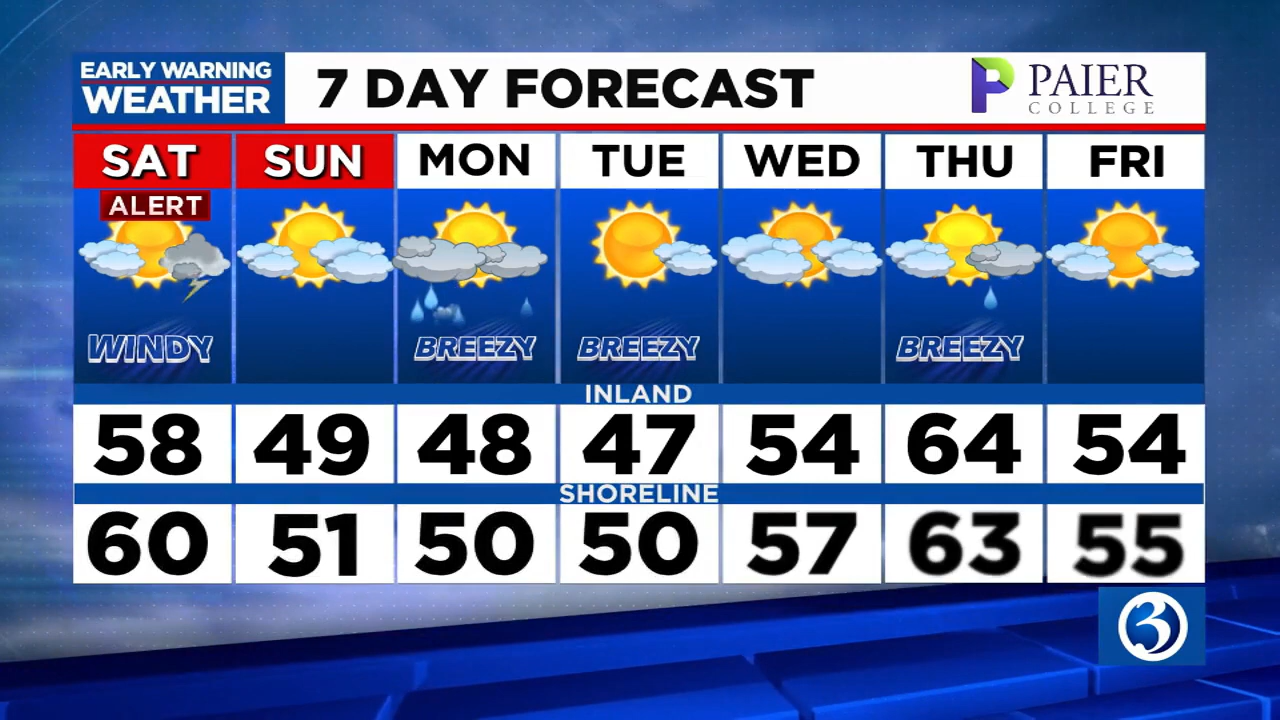 EARLY WARNING
WEATHER
7 DAY FORECAST
PAIER
COLLEGE
SAT SUN MON TUE WED THU FRI
ALERT
WINDY BREEZY BREEZY BREEZY
INLAND
58 49 48 47 54 64 54
SHORELINE
60 51 50 50 57 63 55
3